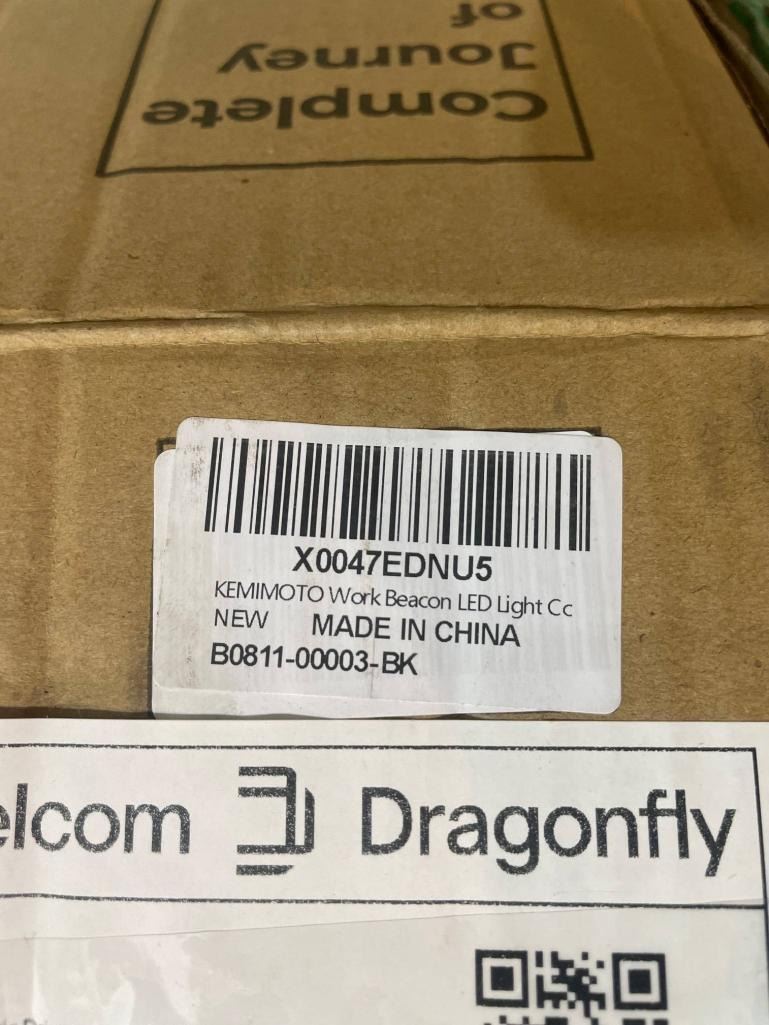 Complete
Journey
of
X0047EDNU5
KEMIMOTO Work Beacon LED Light Cc
NEW MADE IN CHINA
B0811-00003-BK
elcom Dragonfly